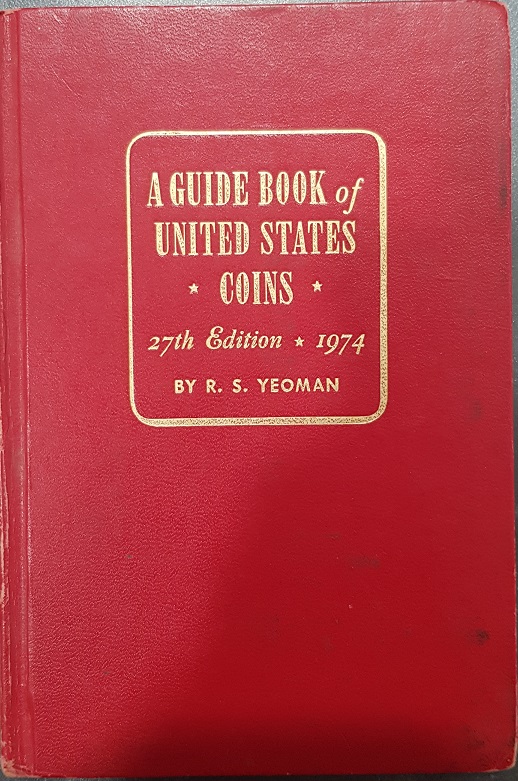 A GUIDE BOOK of
UNITED STATES
★ COINS ★
27th Edition ★ 1974
BY R. S. YEOMAN